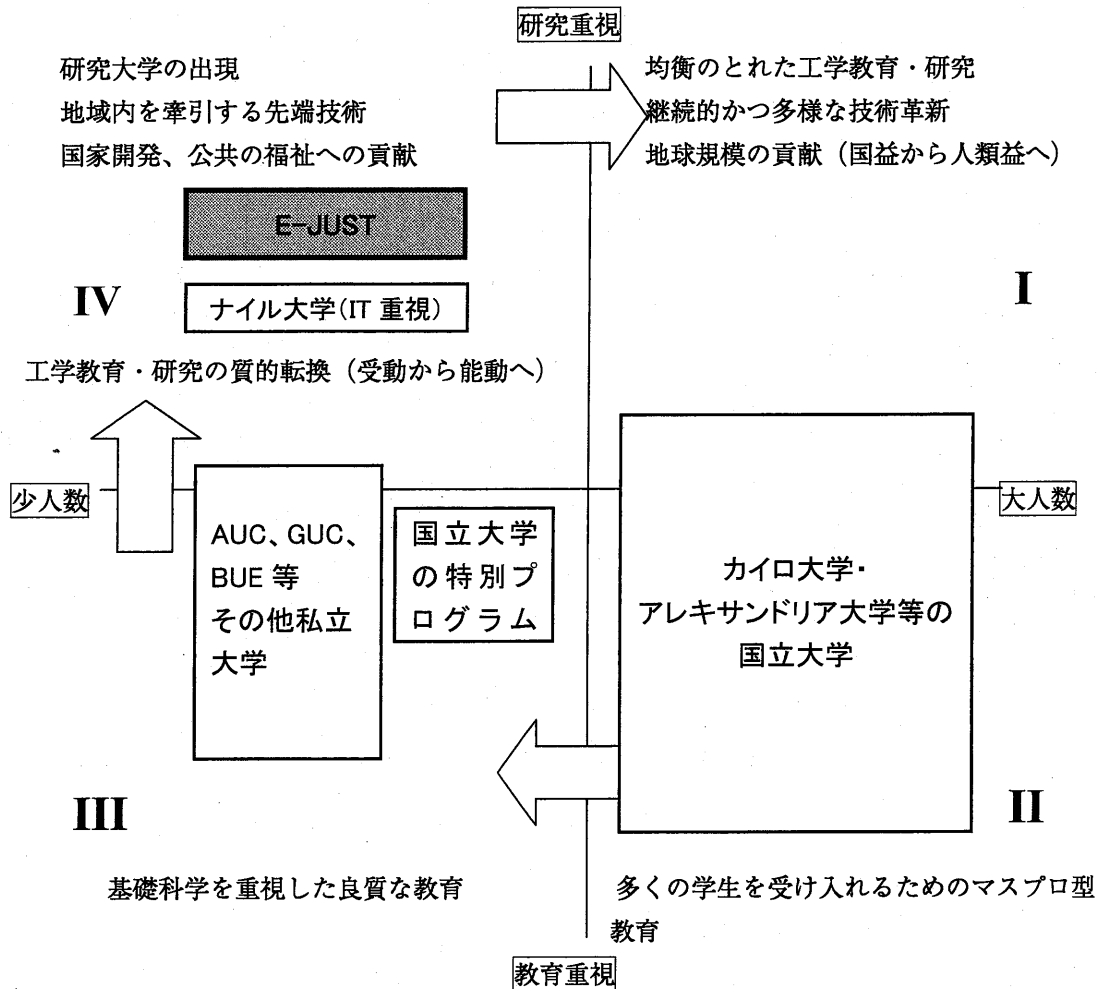 研究重視
研究大学の出現
地域内を牽引する先端技術
国家開発、公共の福祉への貢献
均衡のとれた工学教育・研究
継続的かつ多様な技術革新
地球規模の貢献（国益から人類益へ）
E-JUST
IV
ナイル大学(IT 重視)
I
工学教育・研究の質的転換（受動から能動へ）
少人数
大人数
AUC、GUC、
BUE 等
その他私立
大学
国立大学
の特別プ
ログラム
カイロ大学・
アレキサンドリア大学等の
国立大学
III
II
基礎科学を重視した良質な教育
多くの学生を受け入れるためのマスプロ型
教育
教育重視